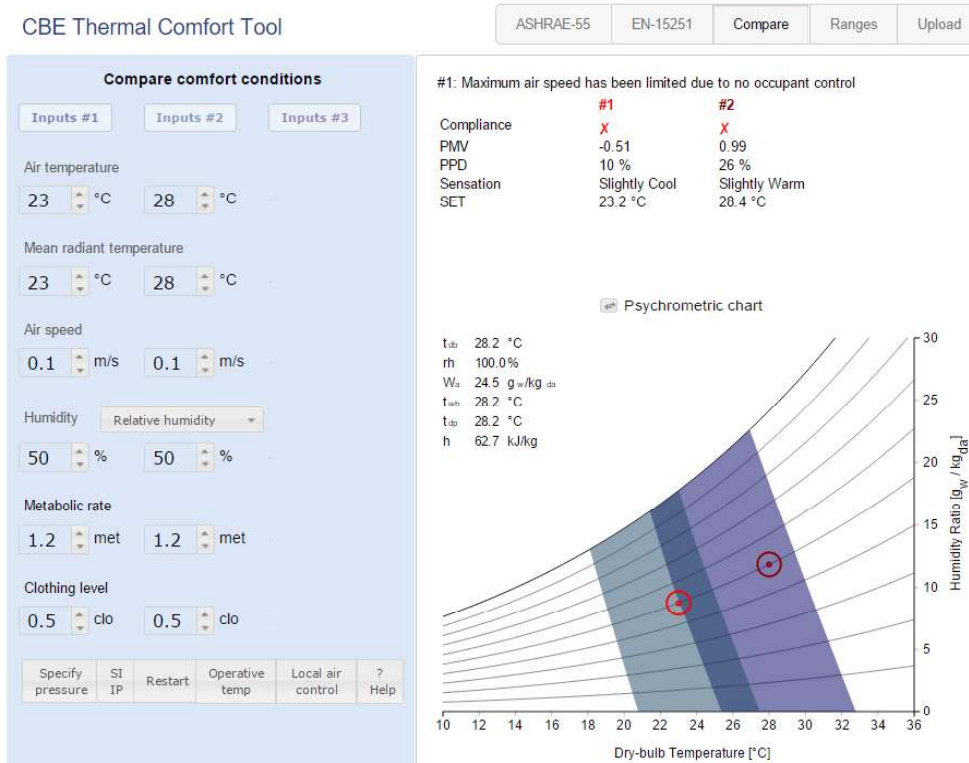 CBE Thermal Comfort Tool
ASHRAE-55 EN-15251 Compare Ranges Upload
Compare comfort conditions
Inputs #1 Inputs #2 Inputs #3
Air temperature
23 °C 28 °C
Mean radiant temperature
23 °C 28 °C
Air speed
0.1 m/s 0.1 m/s
Humidity Relative humidity
50 % 50 %
Metabolic rate
1.2 met 1.2 met
Clothing level
0.5 clo 0.5 clo
Specify pressure SI IP Restart Operative temp Local air control ? Help
#1: Maximum air speed has been limited due to no occupant control
#1 #2
Compliance ✗ ✗
PMV -0.51 0.99
PPD 10 % 26 %
Sensation Slightly Cool Slightly Warm
SET 23.2 °C 28.4 °C
Psychrometric chart
tdb 28.2 °C
rh 100.0%
Wa 24.5 gw/kg da
twb 28.2 °C
tdp 28.2 °C
h 62.7 kJ/kg
30
25
20
15
10
5
0
Humidity Ratio [gw / kgda]
10 12 14 16 18 20 22 24 26 28 30 32 34 36
Dry-bulb Temperature [°C]